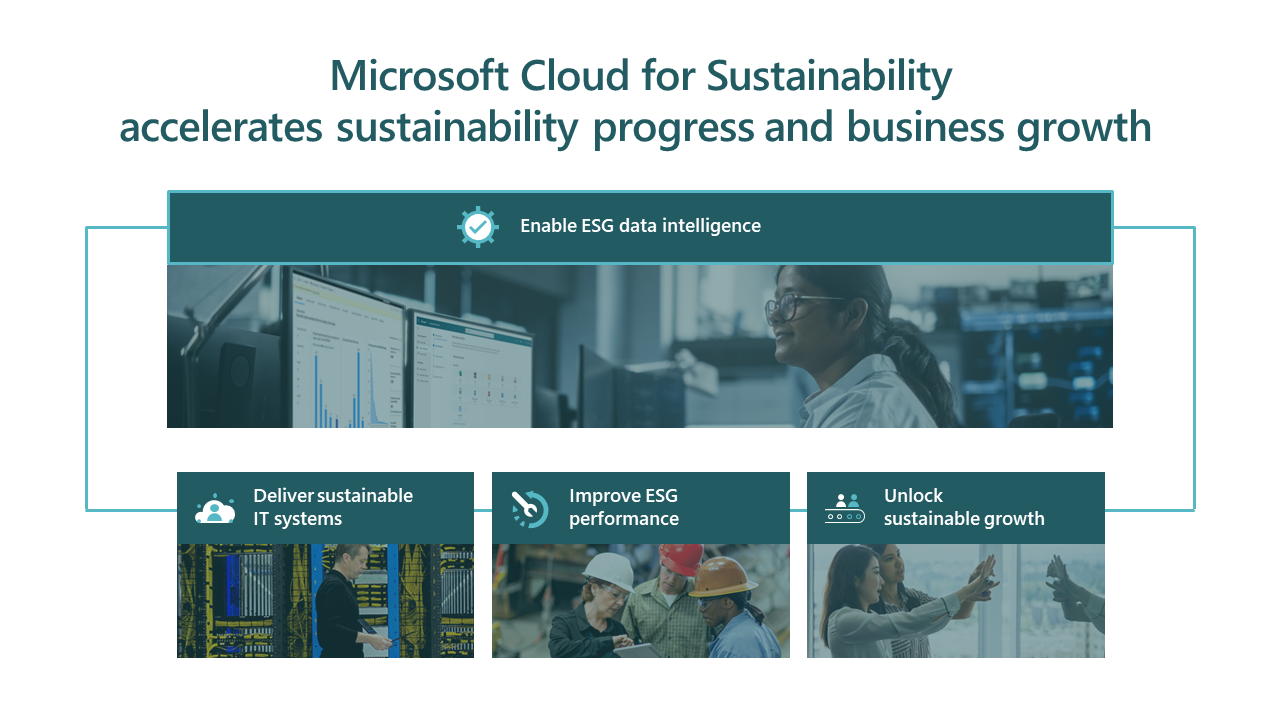 Microsoft Cloud for Sustainability
accelerates sustainability progress and business growth
Enable ESG data intelligence
Deliver sustainable
IT systems
Improve ESG
performance
Unlock
sustainable growth